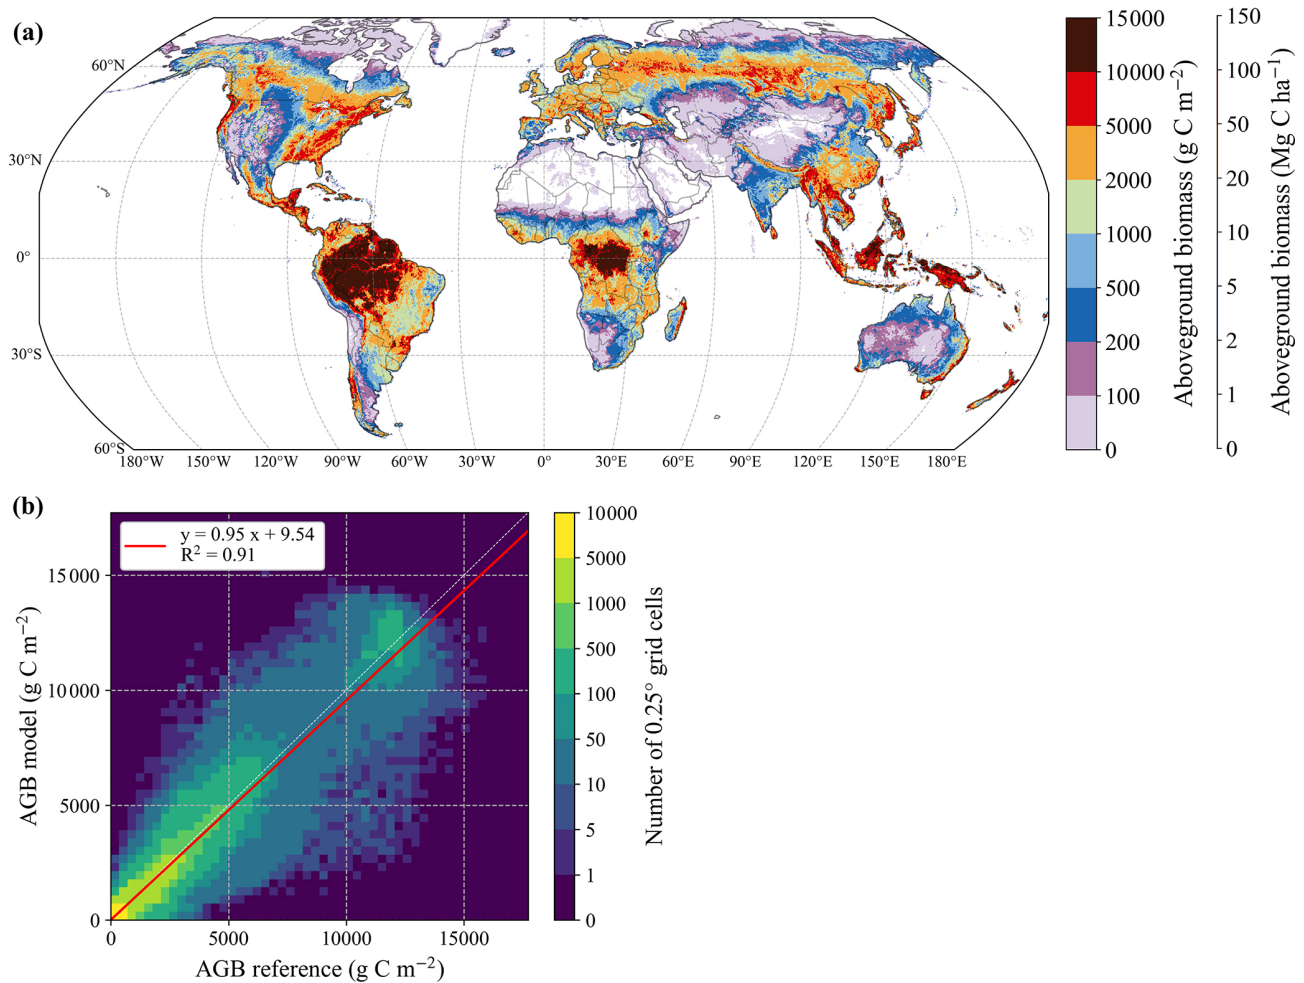 (a)
60°N
30°N
0°
30°S
60°S
180°W 150°W 120°W 90°W 60°W 30°W 0° 30°E 60°E 90°E 120°E 150°E 180°E
15000
10000
5000
2000
1000
500
200
100
0
Aboveground biomass (g C m−2)
150
100
50
20
10
5
2
1
0
Aboveground biomass (Mg C ha−1)
(b)
y = 0.95 x + 9.54
R2 = 0.91
15000
10000
5000
0
AGB model (g C m−2)
0 5000 10000 15000
AGB reference (g C m−2)
10000
5000
1000
500
100
50
10
5
1
0
Number of 0.25° grid cells